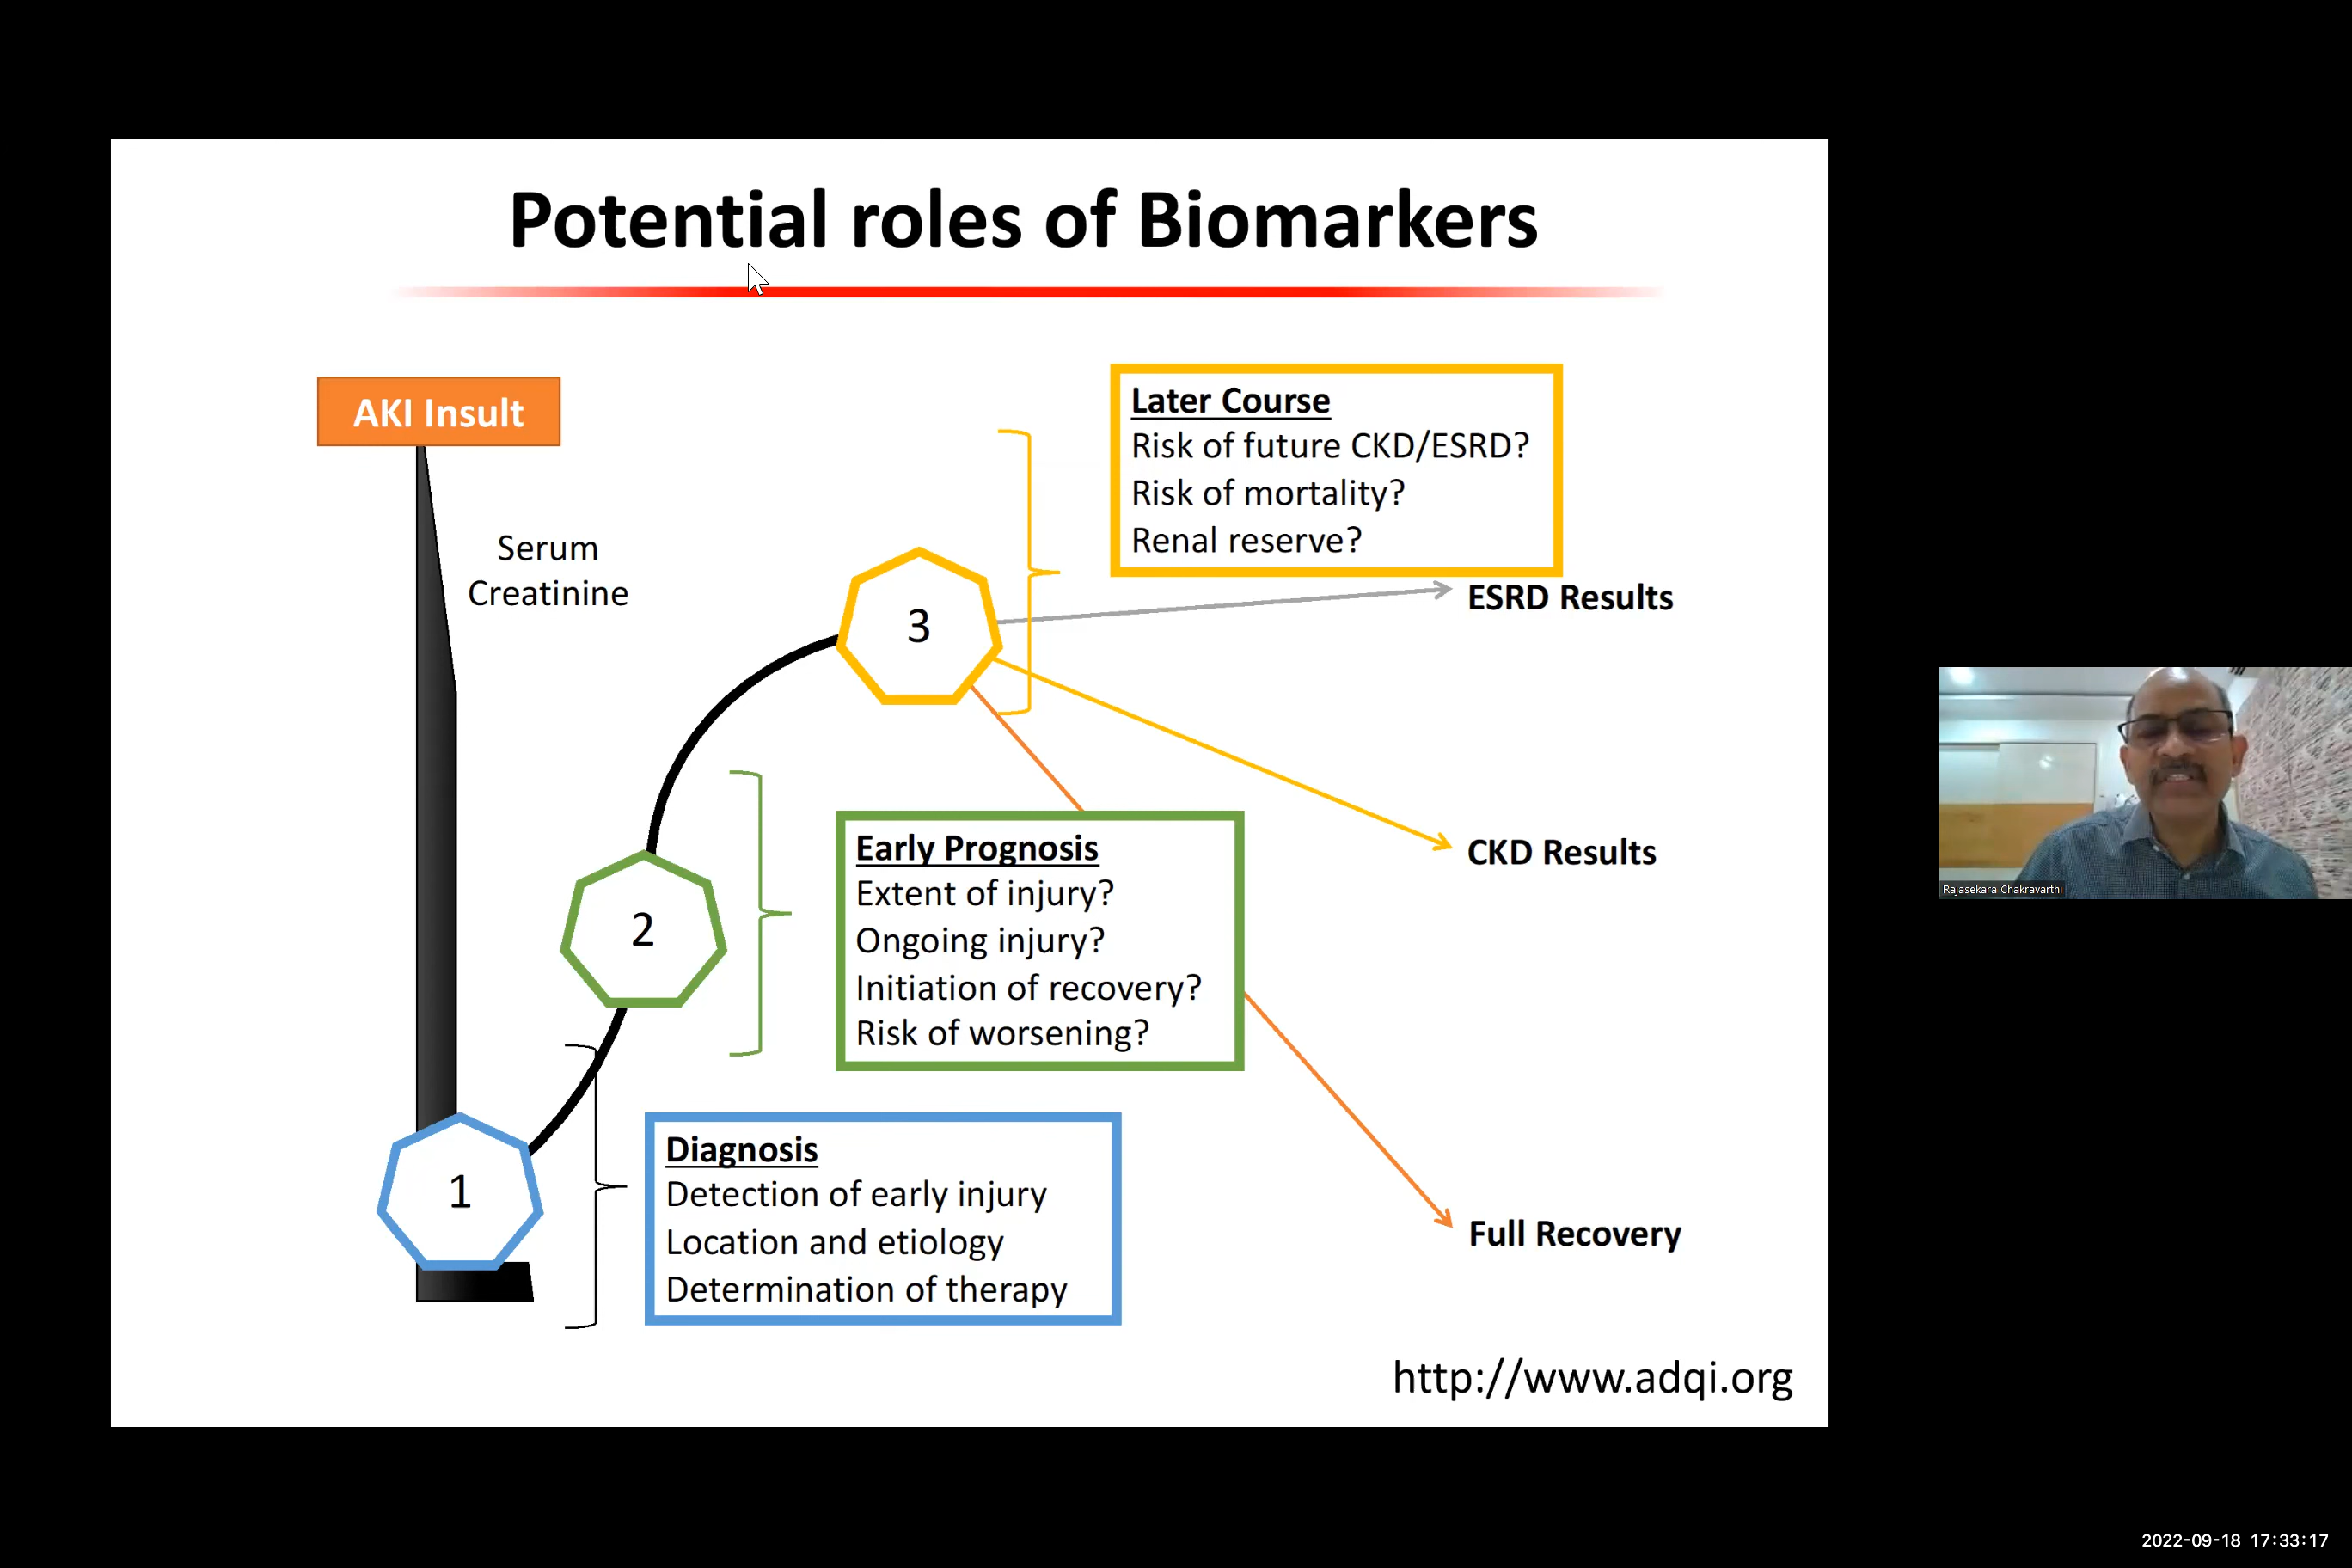 Potential roles of Biomarkers
AKI Insult
Serum
Creatinine
Later Course
Risk of future CKD/ESRD?
Risk of mortality?
Renal reserve?
3
ESRD Results
CKD Results
2
Early Prognosis
Extent of injury?
Ongoing injury?
Initiation of recovery?
Risk of worsening?
1
Diagnosis
Detection of early injury
Location and etiology
Determination of therapy
Full Recovery
http://www.adqi.org
Rajasekara Chakravarthi
2022-09-18 17:33:17